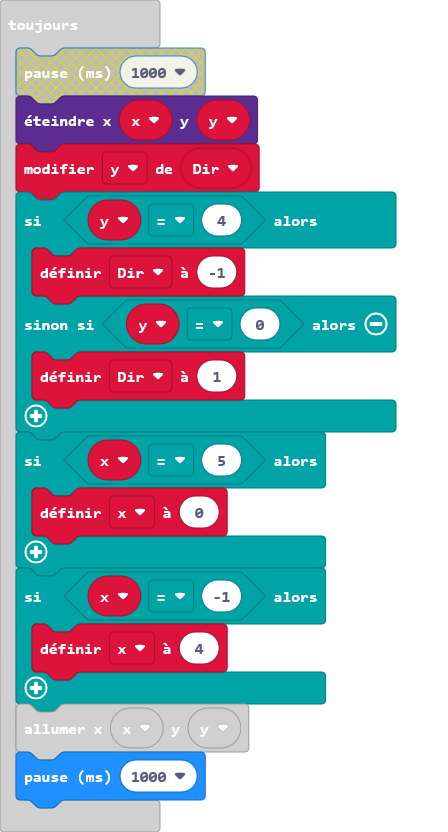 toujours
pause (ms) 1000
éteindre x x y y
modifier y de Dir
si y = 4 alors
définir Dir à -1
sinon si y = 0 alors
définir Dir à 1
si x = 5 alors
définir x à 0
si x = -1 alors
définir x à 4
allumer x x y y
pause (ms) 1000